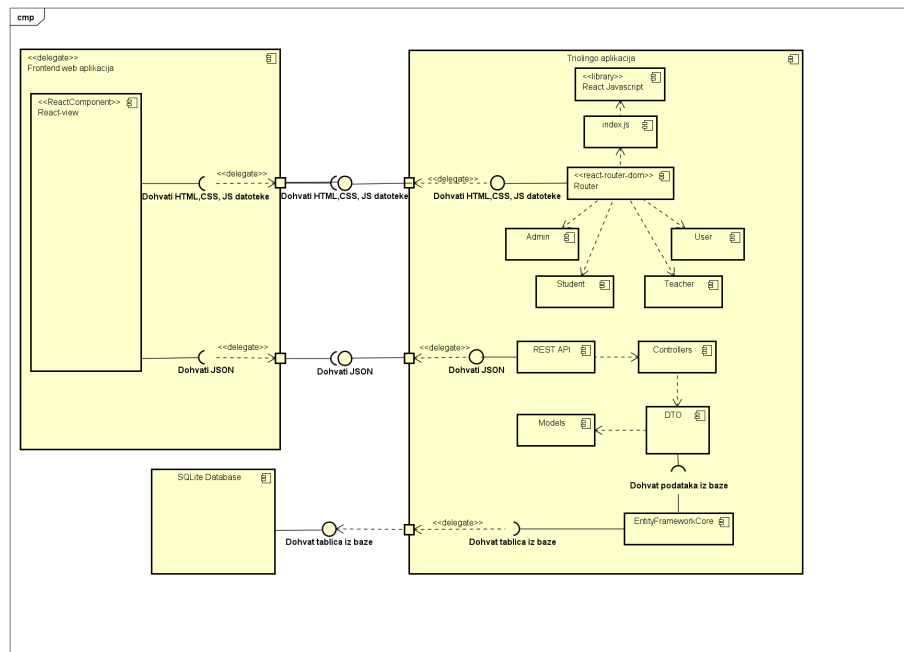 cmp
<<delegate>>
Frontend web aplikacija
<<ReactComponent>>
React-view
<<delegate>>
Dohvati HTML,CSS, JS datoteke
Dohvati HTML,CSS, JS datoteke
<<delegate>>
Dohvati JSON
Dohvati JSON
Triolingo aplikacija
<<library>>
React Javascript
index.js
<<react-router-dom>>
Router
<<delegate>>
Dohvati HTML,CSS, JS datoteke
Admin
User
Student
Teacher
<<delegate>>
Dohvati JSON
REST API
Controllers
Models
DTO
Dohvat podataka iz baze
EntityFrameworkCore
<<delegate>>
Dohvat tablica iz baze
SQLite Database
Dohvat tablica iz baze